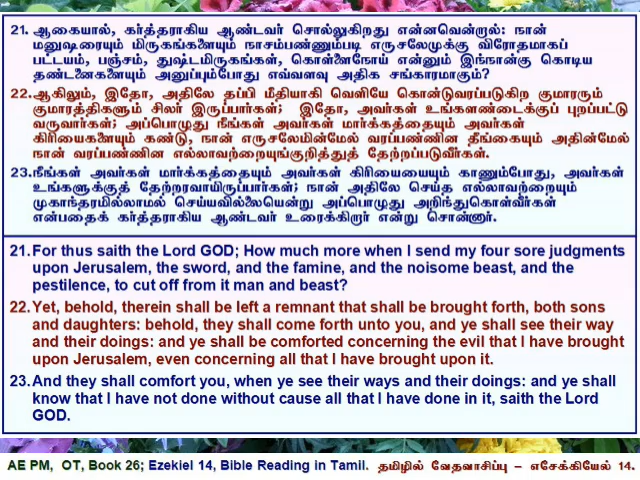 21. ஆகையால், கர்த்தராகிய ஆண்டவர் சொல்லுகிறது என்னவென்றால்: நான்
மனுஷரையும் மிருகங்களையும் நாசம்பண்ணும்படி எருசலேமுக்கு விரோதமாகப்
பட்டயம், பஞ்சம், துஷ்டமிருகங்கள், கொள்ளைநோய் என்னும் இந்நான்கு கொடிய
தண்டனைகளையும் அனுப்பும்போது எவ்வளவு அதிக சங்காரமாகும்?
22.ஆகிலும், இதோ, அதிலே தப்பி மீதியாகி வெளியே கொண்டுவரப்படுகிற குமாரரும்
குமாரத்திகளும் சிலர் இருப்பார்கள்; இதோ, அவர்கள் உங்களண்டைக்குப் புறப்பட்டு
வருவார்கள்; அப்பொழுது நீங்கள் அவர்கள் மார்க்கத்தையும் அவர்கள்
கிரியைகளையும் கண்டு, நான் எருசலேமின்மேல் வரப்பண்ணின தீங்கையும் அதின்மேல்
நான் வரப்பண்ணின எல்லாவற்றையுங்குறித்துத் தேற்றப்படுவீர்கள்.
23.நீங்கள் அவர்கள் மார்க்கத்தையும் அவர்கள் கிரியையையும் காணும்போது, அவர்கள்
உங்களுக்குத் தேற்றரவாயிருப்பார்கள்; நான் அதிலே செய்த எல்லாவற்றையும்
முகாந்தரமில்லாமல் செய்யவில்லையென்று அப்பொழுது அறிந்துகொள்வீர்கள்
என்பதைக் கர்த்தராகிய ஆண்டவர் உரைக்கிறார் என்று சொன்னார்.
21.For thus saith the Lord GOD; How much more when I send my four sore judgments
upon Jerusalem, the sword, and the famine, and the noisome beast, and the
pestilence, to cut off from it man and beast?
22.Yet, behold, therein shall be left a remnant that shall be brought forth, both sons
and daughters: behold, they shall come forth unto you, and ye shall see their way
and their doings: and ye shall be comforted concerning the evil that I have brought
upon Jerusalem, even concerning all that I have brought upon it.
23.And they shall comfort you, when ye see their ways and their doings: and ye shall
know that I have not done without cause all that I have done in it, saith the Lord
GOD.
AE PM, OT, Book 26; Ezekiel 14, Bible Reading in Tamil. தமிழில் வேதவாசிப்பு – எசேக்கியேல் 14.